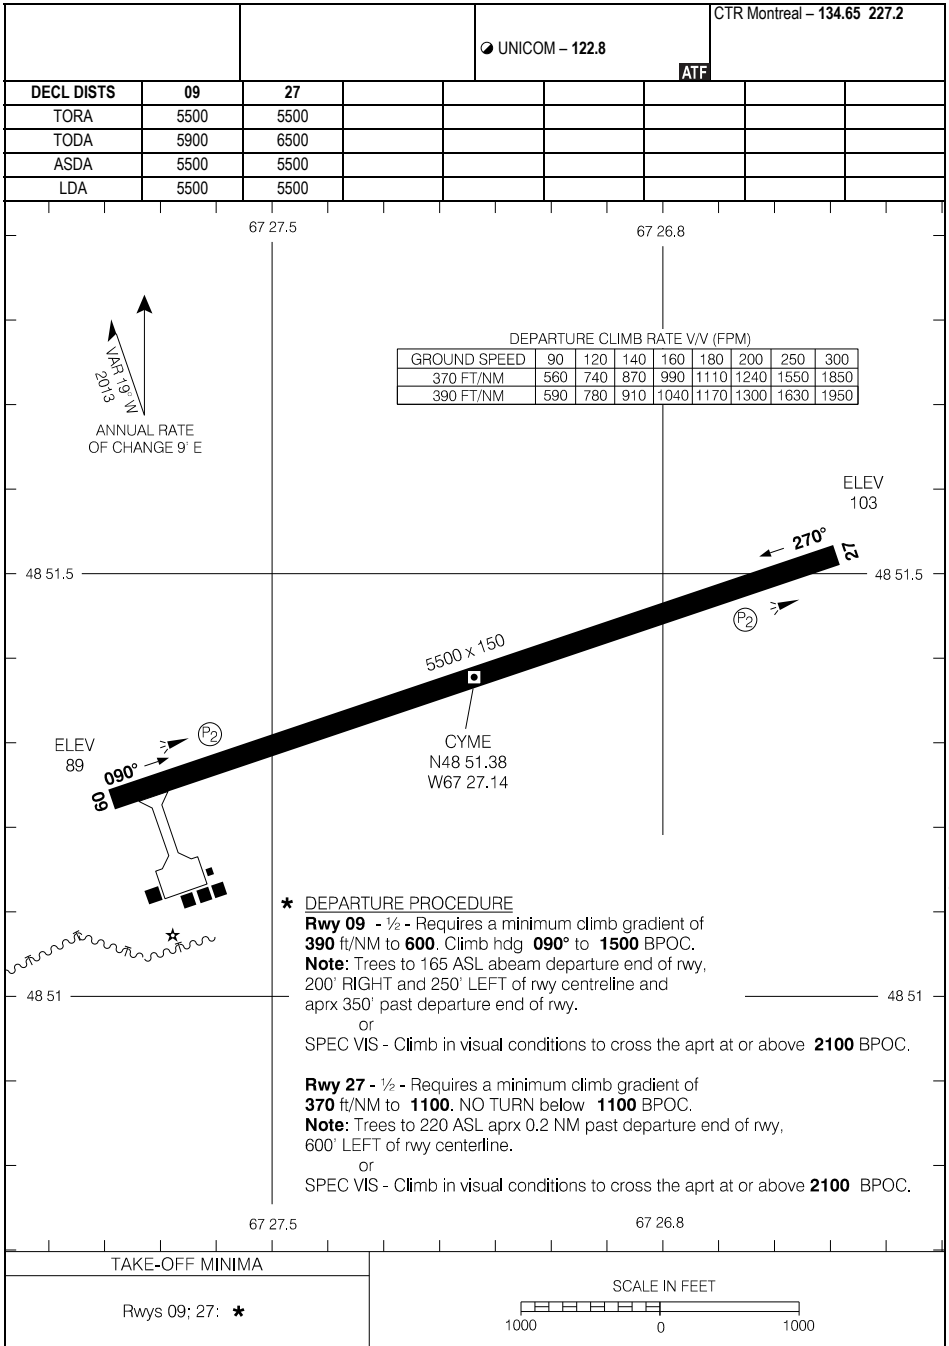 CTR Montreal – 134.65 227.2
UNICOM – 122.8
ATF
DECL DISTS 09 27
TORA 5500 5500
TODA 5900 6500
ASDA 5500 5500
LDA 5500 5500
67 27.5 67 26.8
VAR 19° W
2013
ANNUAL RATE
OF CHANGE 9' E
DEPARTURE CLIMB RATE V/V (FPM)
GROUND SPEED 90 120 140 160 180 200 250 300
370 FT/NM 560 740 870 990 1110 1240 1550 1850
390 FT/NM 590 780 910 1040 1170 1300 1630 1950
ELEV
103
270°
27
48 51.5 48 51.5
P2
5500 x 150
CYME
N48 51.38
W67 27.14
P2
ELEV
89
090°
09
* DEPARTURE PROCEDURE
Rwy 09 - ½ - Requires a minimum climb gradient of
390 ft/NM to 600. Climb hdg 090° to 1500 BPOC.
Note: Trees to 165 ASL abeam departure end of rwy,
200' RIGHT and 250' LEFT of rwy centreline and
aprx 350' past departure end of rwy.
or
SPEC VIS - Climb in visual conditions to cross the aprt at or above 2100 BPOC.
48 51 48 51
Rwy 27 - ½ - Requires a minimum climb gradient of
370 ft/NM to 1100. NO TURN below 1100 BPOC.
Note: Trees to 220 ASL aprx 0.2 NM past departure end of rwy,
600' LEFT of rwy centerline.
or
SPEC VIS - Climb in visual conditions to cross the aprt at or above 2100 BPOC.
67 27.5 67 26.8
TAKE-OFF MINIMA
Rwys 09; 27: *
SCALE IN FEET
1000 0 1000